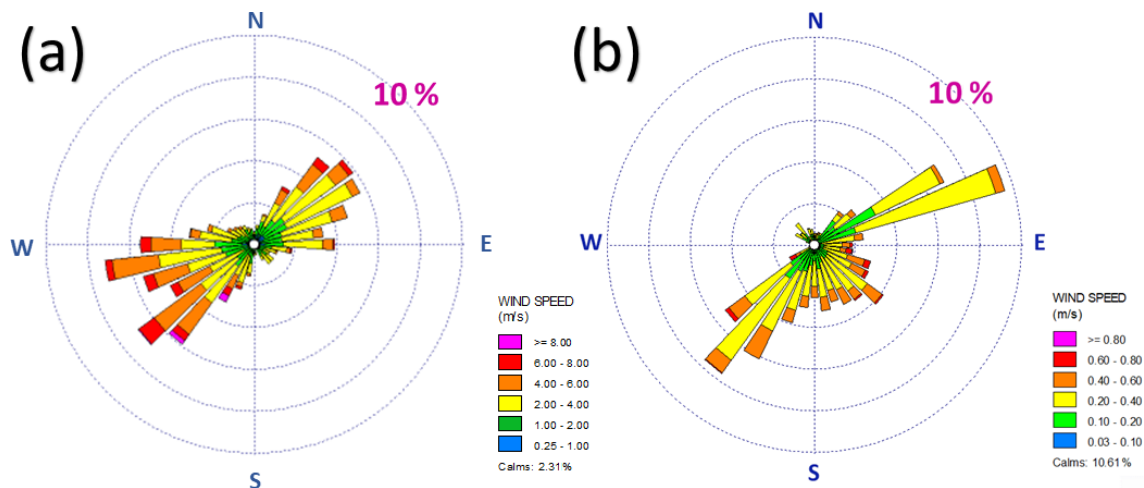 (a)
N
10 %
W
E
S
WIND SPEED
(m/s)
>= 8.00
6.00 - 8.00
4.00 - 6.00
2.00 - 4.00
1.00 - 2.00
0.25 - 1.00
Calms: 2.31%
(b)
N
10 %
W
E
S
WIND SPEED
(m/s)
>= 0.80
0.60 - 0.80
0.40 - 0.60
0.20 - 0.40
0.10 - 0.20
0.03 - 0.10
Calms: 10.61%